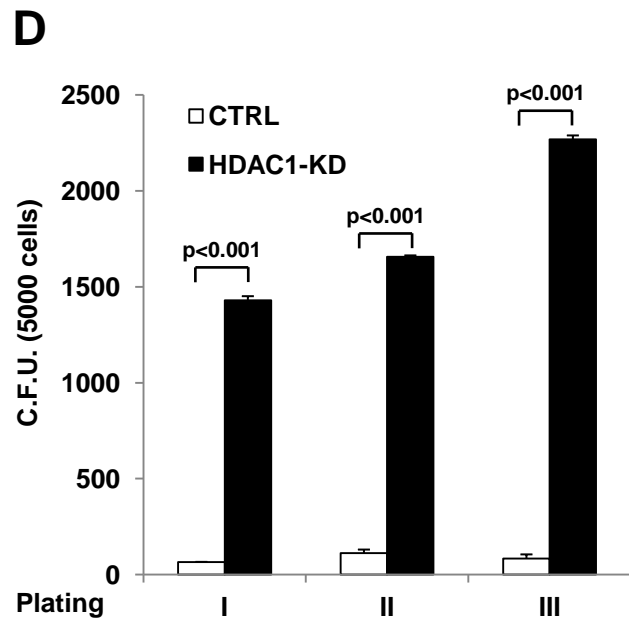 D
2500
2000
1500
1000
500
0
C.F.U. (5000 cells)
CTRL
HDAC1-KD
p<0.001
p<0.001
p<0.001
Plating I II III